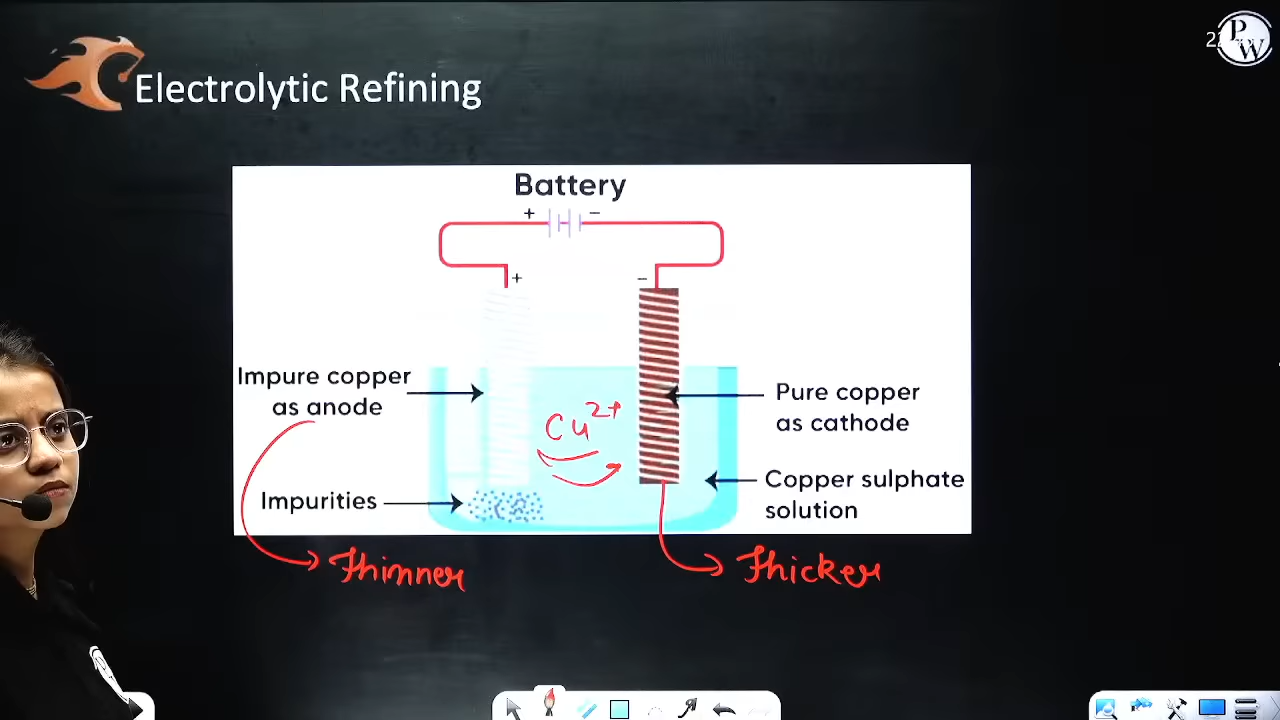 Electrolytic Refining
P
W
Battery
+ −
+ −
Impure copper
as anode
Cu²⁺
Pure copper
as cathode
Copper sulphate
solution
Impurities
Thinner
Thicker